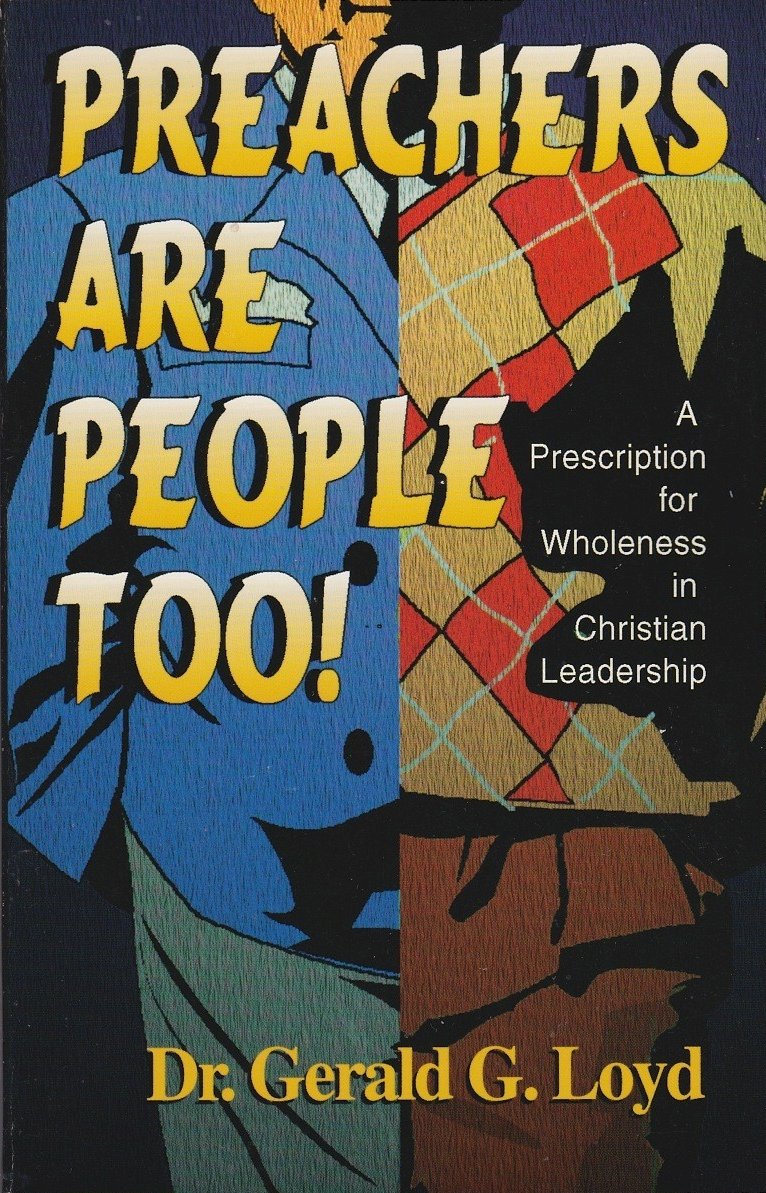 PREACHERS
ARE
PEOPLE
TOO!
A
Prescription
for
Wholeness
in
Christian
Leadership
Dr. Gerald G. Loyd